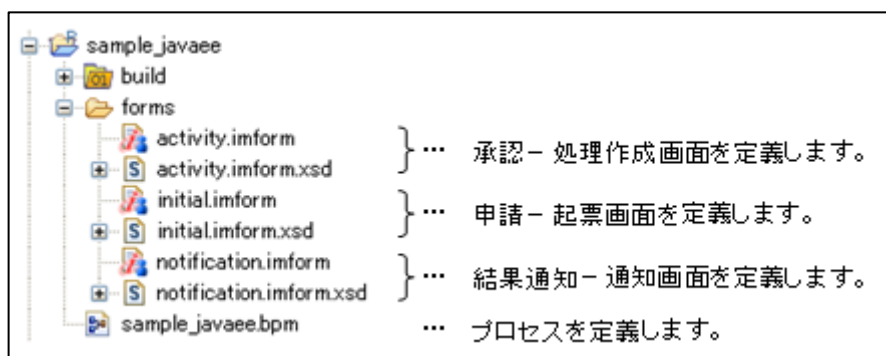 sample_javaee
build
forms
activity.imform
activity.imform.xsd
… 承認－処理作成画面を定義します。
initial.imform
initial.imform.xsd
… 申請－起票画面を定義します。
notification.imform
notification.imform.xsd
… 結果通知－通知画面を定義します。
sample_javaee.bpm … プロセスを定義します。